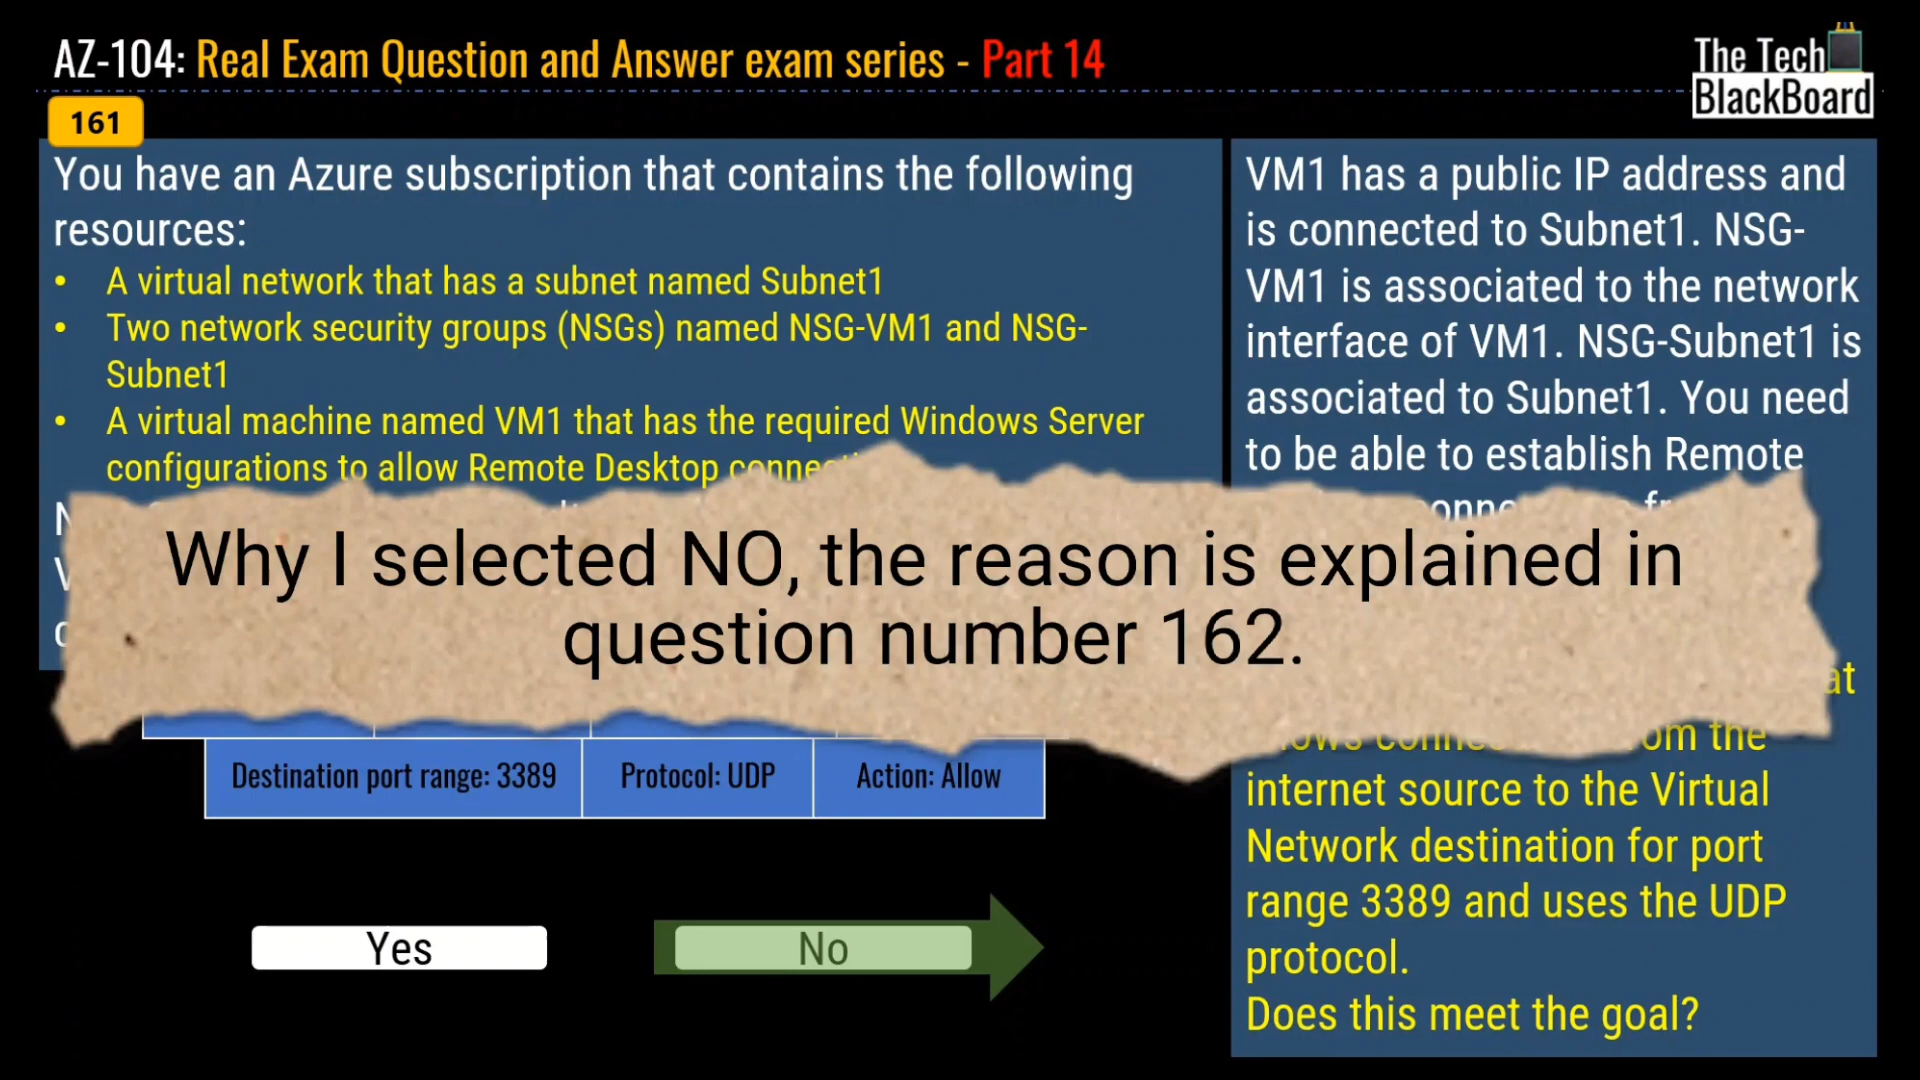 AZ-104: Real Exam Question and Answer exam series - Part 14
The Tech
BlackBoard
161
You have an Azure subscription that contains the following
resources:
• A virtual network that has a subnet named Subnet1
• Two network security groups (NSGs) named NSG-VM1 and NSG-
Subnet1
• A virtual machine named VM1 that has the required Windows Server
configurations to allow Remote Desktop
Why I selected NO, the reason is explained in
question number 162.
Destination port range: 3389
Protocol: UDP
Action: Allow
Yes
No
VM1 has a public IP address and
is connected to Subnet1. NSG-
VM1 is associated to the network
interface of VM1. NSG-Subnet1 is
associated to Subnet1. You need
to be able to establish Remote
the
internet source to the Virtual
Network destination for port
range 3389 and uses the UDP
protocol.
Does this meet the goal?